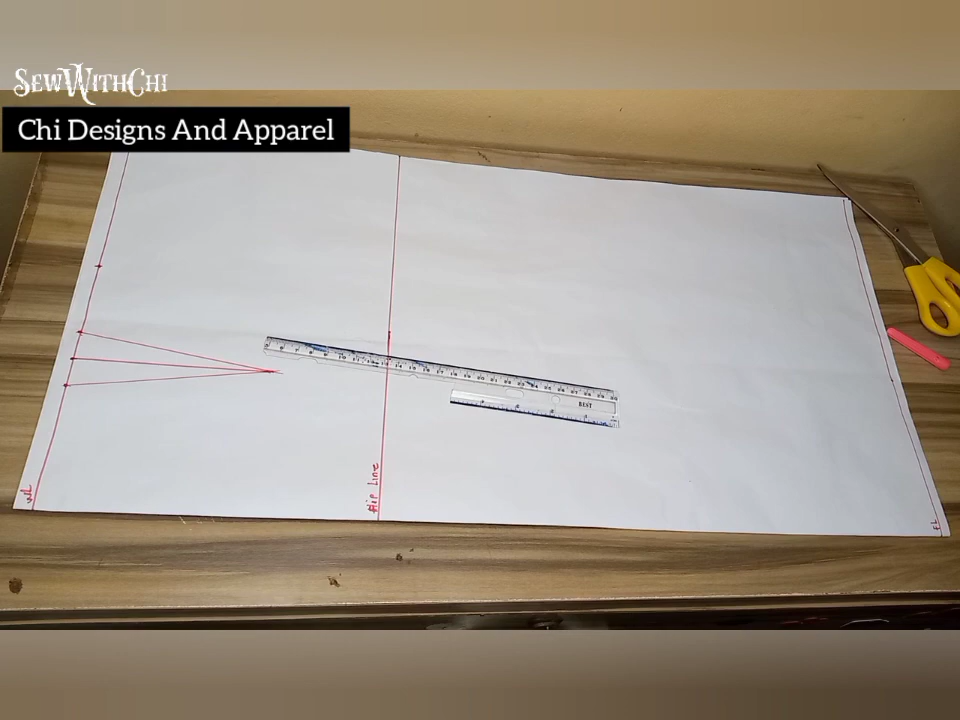 SewWithChi
Chi Designs And Apparel
WL
Hip Line
FL
BEST